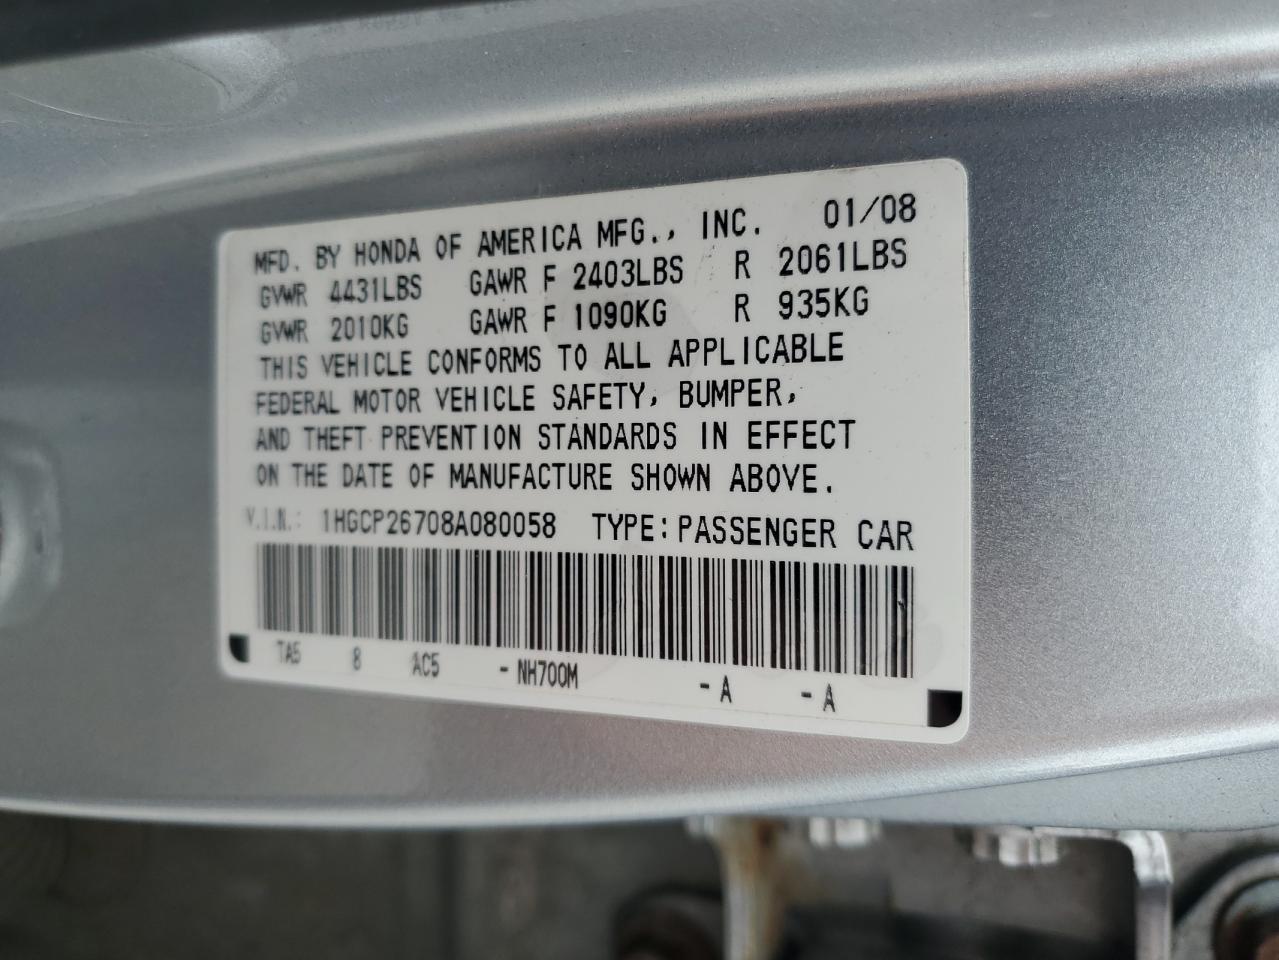 MFD. BY HONDA OF AMERICA MFG., INC. 01/08
GVWR 4431LBS GAWR F 2403LBS R 2061LBS
GVWR 2010KG GAWR F 1090KG R 935KG
THIS VEHICLE CONFORMS TO ALL APPLICABLE
FEDERAL MOTOR VEHICLE SAFETY, BUMPER,
AND THEFT PREVENTION STANDARDS IN EFFECT
ON THE DATE OF MANUFACTURE SHOWN ABOVE.
V.I.N.: 1HGCP26708A080058 TYPE: PASSENGER CAR
TA5 8 AC5 -NH700M -A -A